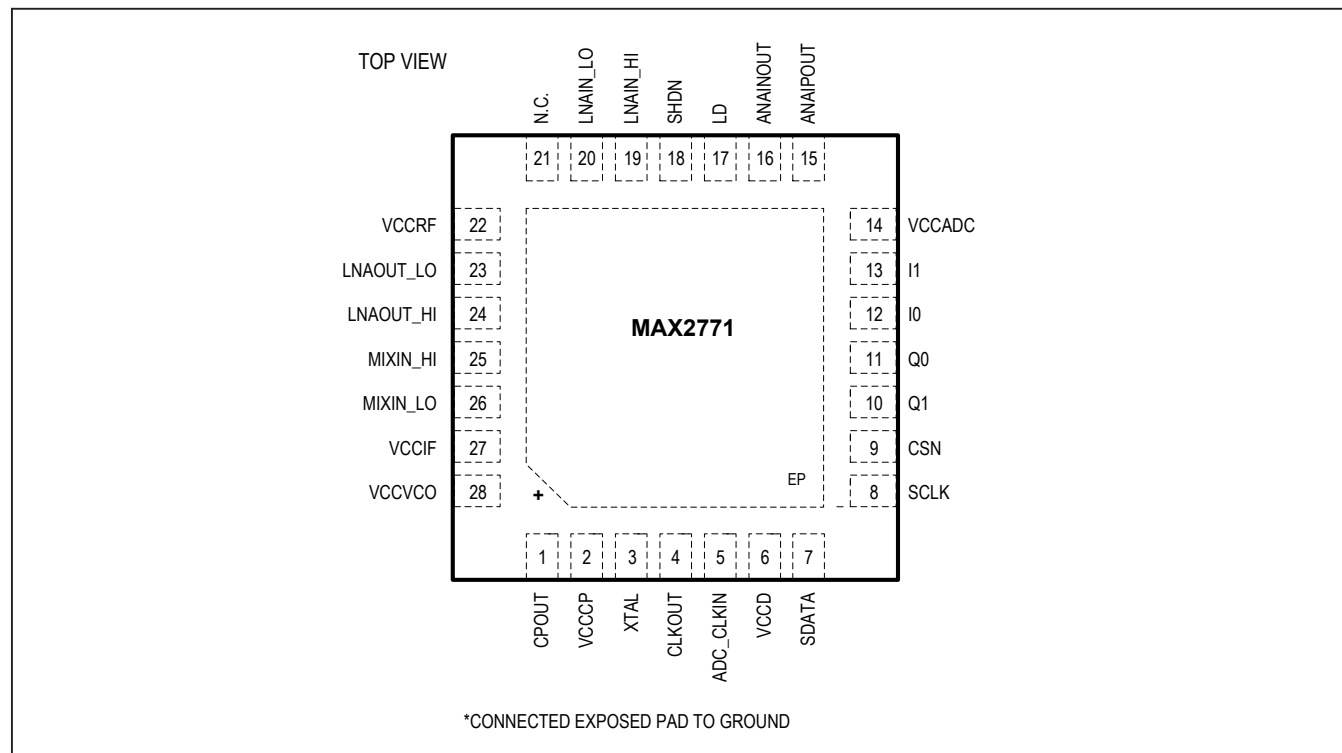 TOP VIEW
N.C.
LNAIN_LO
LNAIN_HI
SHDN
LD
ANAINOUT
ANAIPOUT
21 20 19 18 17 16 15
VCCRF 22
LNAOUT_LO 23
LNAOUT_HI 24
MIXIN_HI 25
MIXIN_LO 26
VCCIF 27
VCCVCO 28
MAX2771
14 VCCADC
13 I1
12 I0
11 Q0
10 Q1
9 CSN
8 SCLK
+
EP
1 2 3 4 5 6 7
CPOUT
VCCCP
XTAL
CLKOUT
ADC_CLKIN
VCCD
SDATA
*CONNECTED EXPOSED PAD TO GROUND